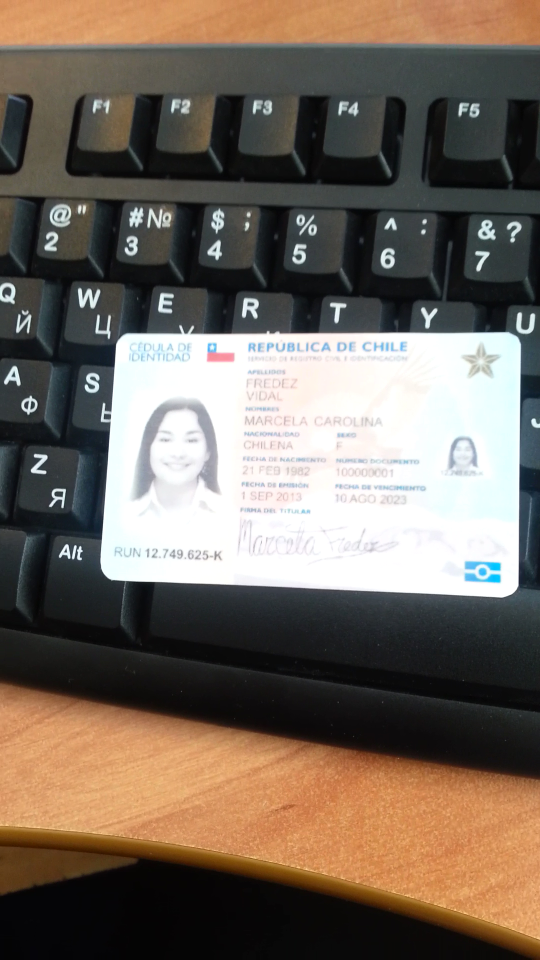 F1 F2 F3 F4 F5
@ " 2 # № 3 $ ; 4 % 5 ^ : 6 & ? 7
Q Й W Ц E R T Y U
A Ф S
Z Я
Alt
CÉDULA DE
IDENTIDAD
REPÚBLICA DE CHILE
SERVICIO DE REGISTRO CIVIL E IDENTIFICACIÓN
APELLIDOS
FREDEZ
VIDAL
NOMBRES
MARCELA CAROLINA
NACIONALIDAD SEXO
CHILENA F
FECHA DE NACIMIENTO NÚMERO DOCUMENTO
21 FEB 1982 100000001
FECHA DE EMISIÓN FECHA DE VENCIMIENTO
1 SEP 2013 10 AGO 2023
FIRMA DEL TITULAR
Marcela Fredez
RUN 12.749.625-K